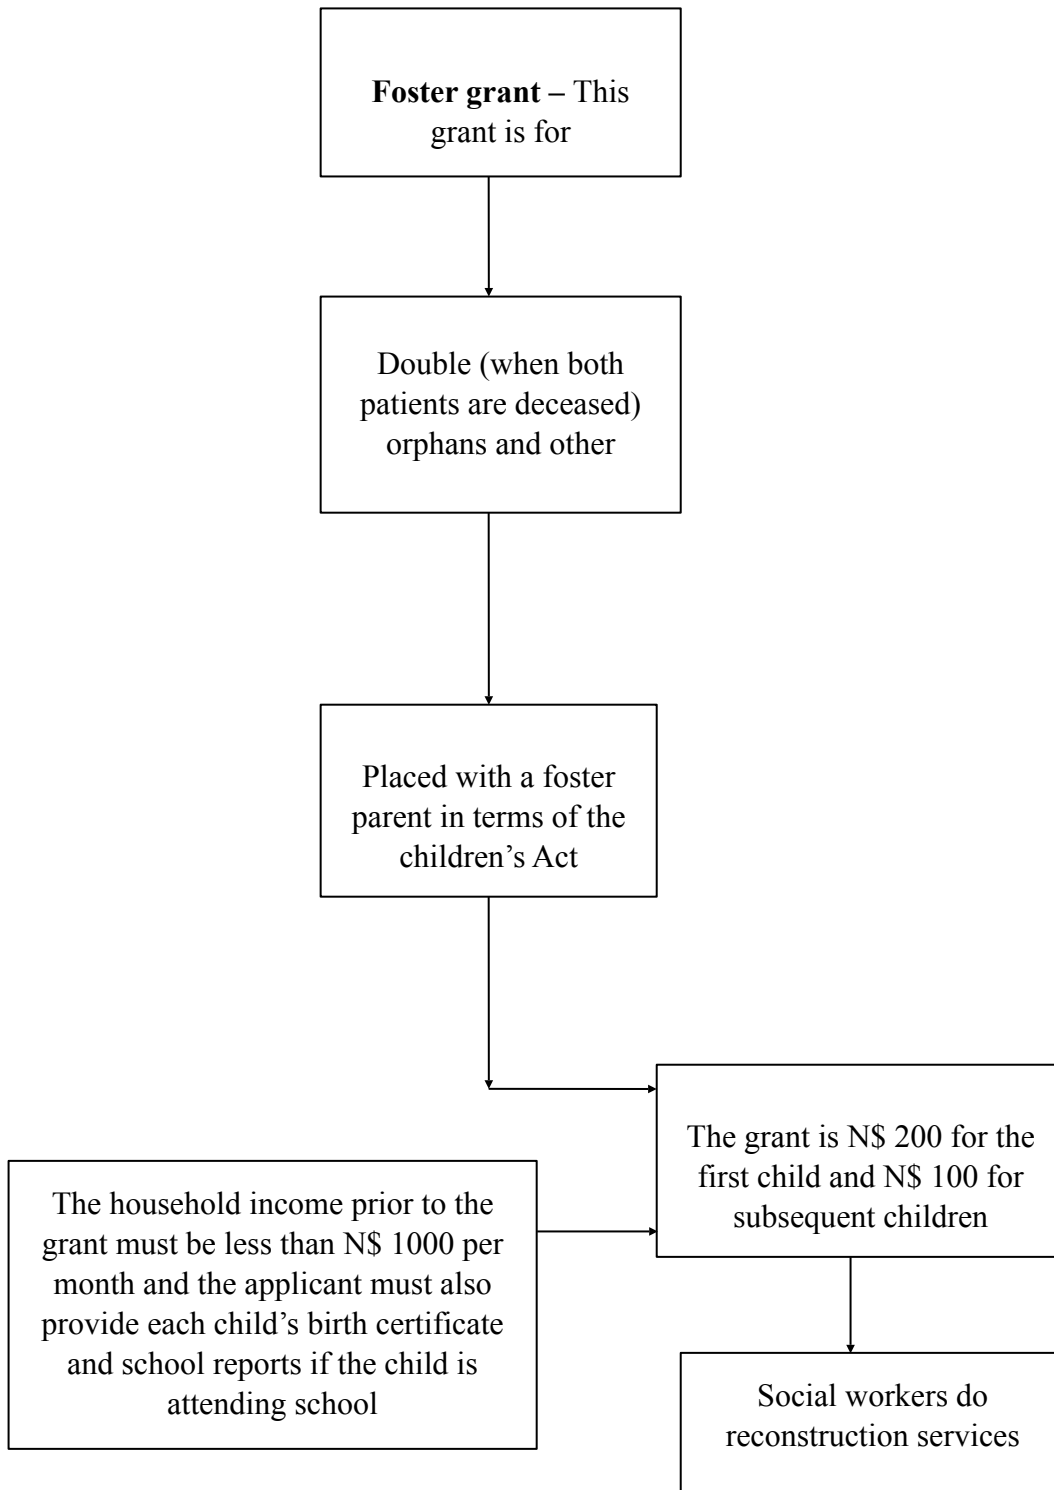 Foster grant – This
grant is for
Double (when both
patients are deceased)
orphans and other
Placed with a foster
parent in terms of the
children’s Act
The grant is N$ 200 for the
first child and N$ 100 for
subsequent children
The household income prior to the
grant must be less than N$ 1000 per
month and the applicant must also
provide each child’s birth certificate
and school reports if the child is
attending school
Social workers do
reconstruction services